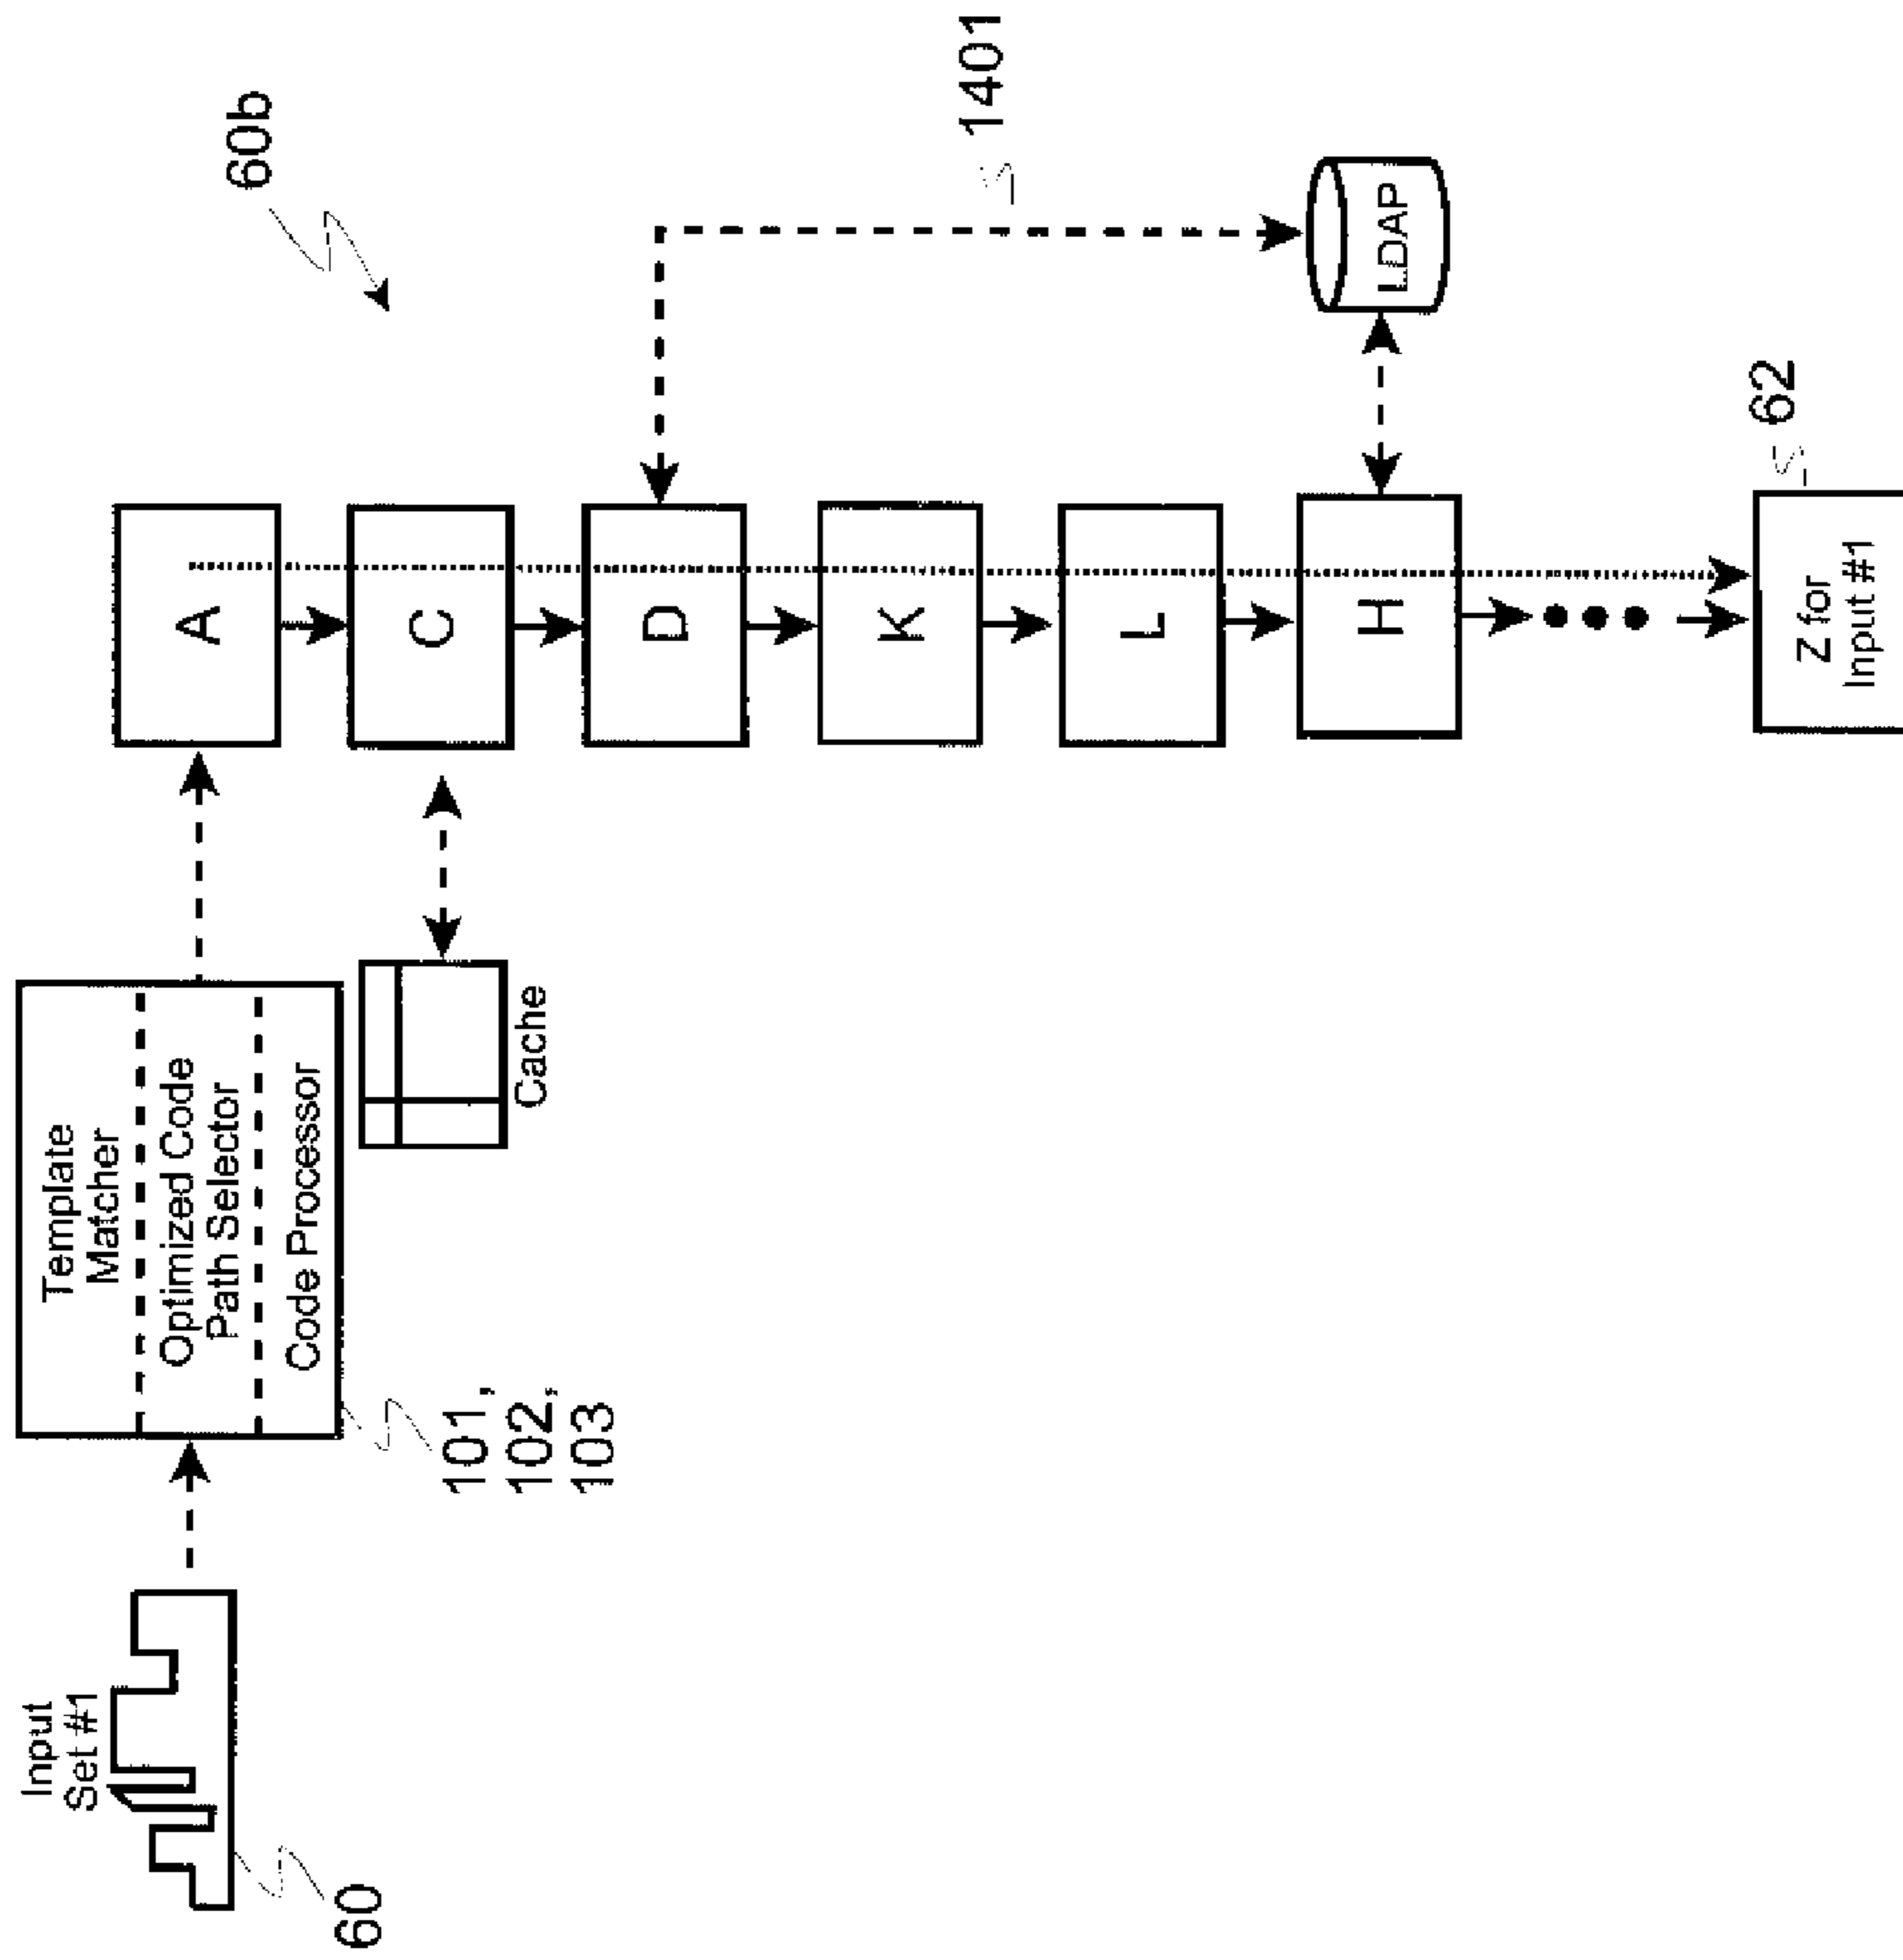 Input
Set #1
60
Template
Matcher
Optimized Code
Path Selector
Code Processor
101,
102,
103
Cache
A
C
D
K
L
H
Z for
Input #1
62
60b
1401
LDAP